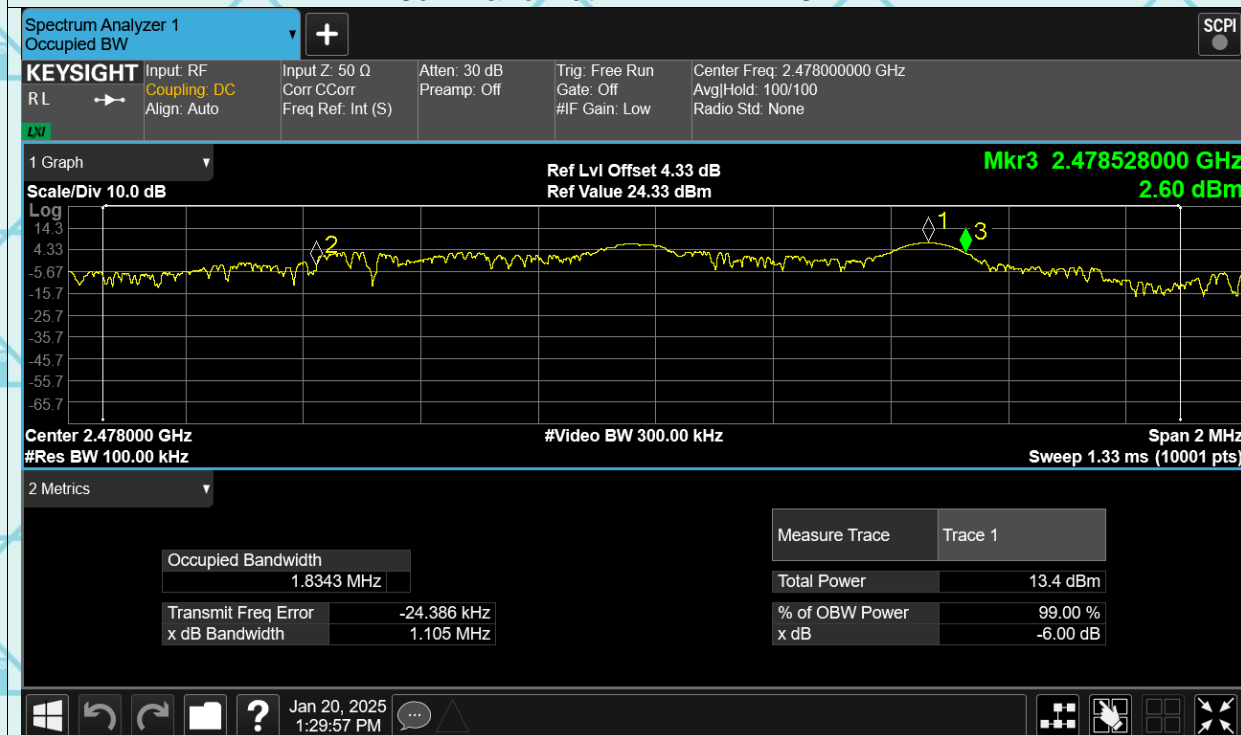 Spectrum Analyzer 1
Occupied BW
+
SCPI
KEYSIGHT
RL
LXI
Input: RF
Coupling: DC
Align: Auto
Input Z: 50 Ω
Corr CCorr
Freq Ref: Int (S)
Atten: 30 dB
Preamp: Off
Trig: Free Run
Gate: Off
#IF Gain: Low
Center Freq: 2.478000000 GHz
Avg|Hold: 100/100
Radio Std: None
1 Graph
Scale/Div 10.0 dB
Ref Lvl Offset 4.33 dB
Ref Value 24.33 dBm
Mkr3 2.478528000 GHz
2.60 dBm
Log
14.3
4.33
-5.67
-15.7
-25.7
-35.7
-45.7
-55.7
-65.7
2
1
3
Center 2.478000 GHz
#Video BW 300.00 kHz
Span 2 MHz
#Res BW 100.00 kHz
Sweep 1.33 ms (10001 pts)
2 Metrics
Occupied Bandwidth
1.8343 MHz
Transmit Freq Error -24.386 kHz
x dB Bandwidth 1.105 MHz
Measure Trace Trace 1
Total Power 13.4 dBm
% of OBW Power 99.00 %
x dB -6.00 dB
?
Jan 20, 2025
1:29:57 PM